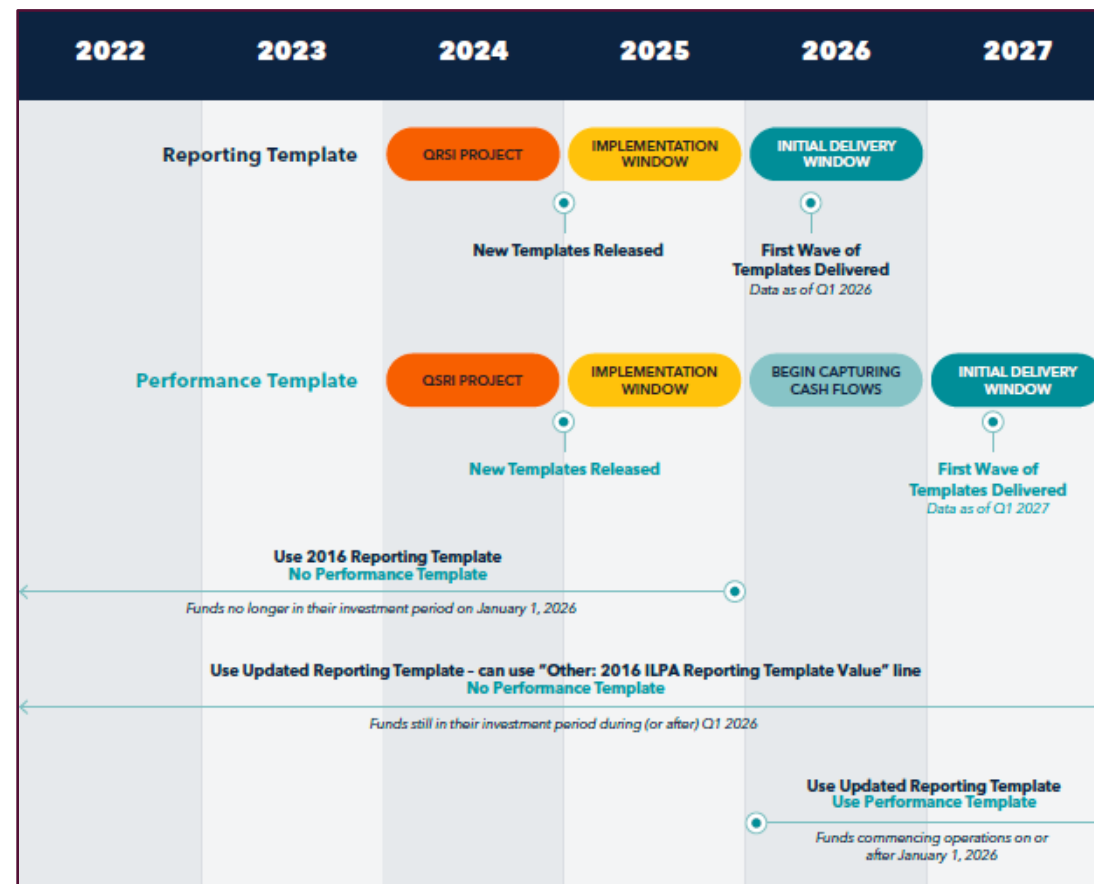 2022 2023 2024 2025 2026 2027
Reporting Template
QRSI PROJECT
IMPLEMENTATION
WINDOW
INITIAL DELIVERY
WINDOW
New Templates Released
First Wave of
Templates Delivered
Data as of Q1 2026
Performance Template
QSRI PROJECT
IMPLEMENTATION
WINDOW
BEGIN CAPTURING
CASH FLOWS
INITIAL DELIVERY
WINDOW
New Templates Released
First Wave of
Templates Delivered
Data as of Q1 2027
Use 2016 Reporting Template
No Performance Template
Funds no longer in their investment period on January 1, 2026
Use Updated Reporting Template – can use "Other: 2016 ILPA Reporting Template Value" line
No Performance Template
Funds still in their investment period during (or after) Q1 2026
Use Updated Reporting Template
Use Performance Template
Funds commencing operations on or
after January 1, 2026